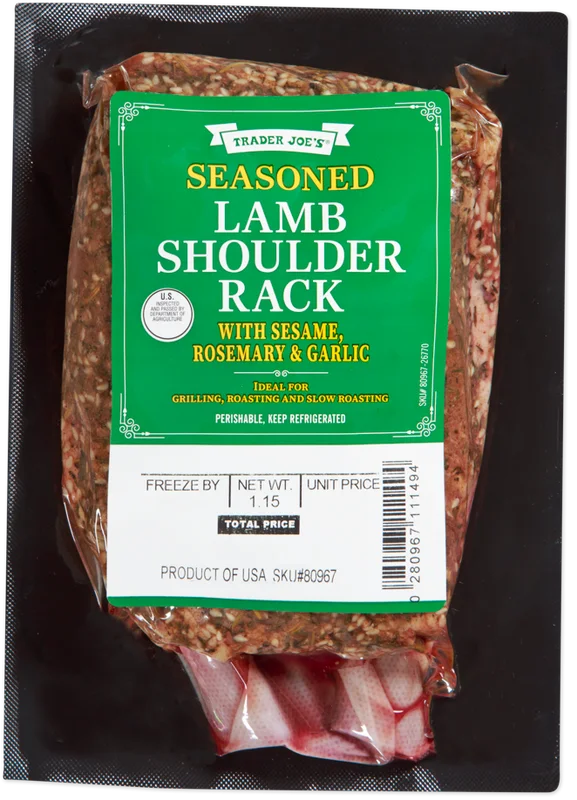 TRADER JOE'S®
SEASONED
LAMB
SHOULDER
RACK
WITH SESAME,
ROSEMARY & GARLIC
U.S.
INSPECTED
AND PASSED BY
DEPARTMENT OF
AGRICULTURE
IDEAL FOR
GRILLING, ROASTING AND SLOW ROASTING
PERISHABLE, KEEP REFRIGERATED
SKU# 80967-26770
FREEZE BY NET WT. UNIT PRICE
1.15
TOTAL PRICE
PRODUCT OF USA SKU#80967
0 280967 111494